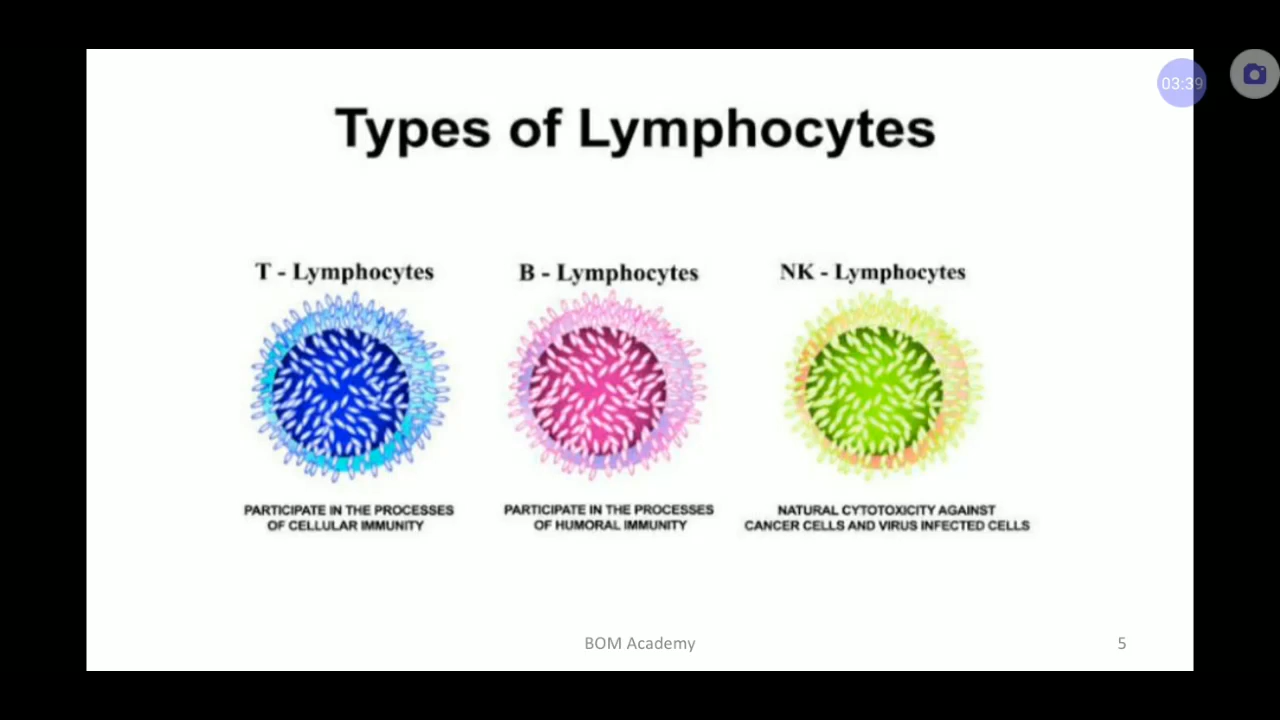 03:39
Types of Lymphocytes
T - Lymphocytes
B - Lymphocytes
NK - Lymphocytes
PARTICIPATE IN THE PROCESSES
OF CELLULAR IMMUNITY
PARTICIPATE IN THE PROCESSES
OF HUMORAL IMMUNITY
NATURAL CYTOTOXICITY AGAINST
CANCER CELLS AND VIRUS INFECTED CELLS
BOM Academy
5